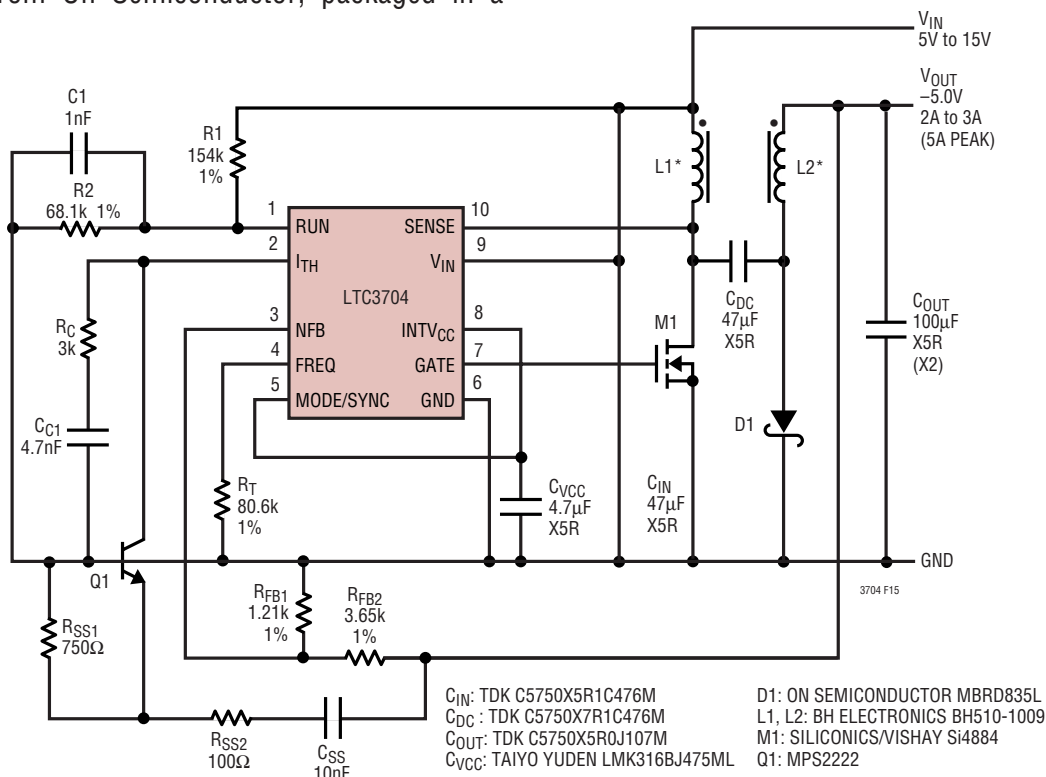 rom On Semiconductor, packaged in a
V_IN
5V to 15V
V_OUT
–5.0V
2A to 3A
(5A PEAK)
C1
1nF
R1
154k
1%
L1*
L2*
R2
68.1k 1%
1
RUN
2
I_TH
3
NFB
4
FREQ
5
MODE/SYNC
LTC3704
10
SENSE
9
V_IN
8
INTV_CC
7
GATE
6
GND
R_C
3k
C_C1
4.7nF
M1
C_DC
47µF
X5R
C_OUT
100µF
X5R
(X2)
D1
R_T
80.6k
1%
C_VCC
4.7µF
X5R
C_IN
47µF
X5R
GND
3704 F15
Q1
R_SS1
750Ω
R_FB1
1.21k
1%
R_FB2
3.65k
1%
R_SS2
100Ω
C_SS
10nF
C_IN: TDK C5750X5R1C476M
C_DC : TDK C5750X7R1C476M
C_OUT: TDK C5750X5R0J107M
C_VCC: TAIYO YUDEN LMK316BJ475ML
D1: ON SEMICONDUCTOR MBRD835L
L1, L2: BH ELECTRONICS BH510-1009
M1: SILICONICS/VISHAY Si4884
Q1: MPS2222